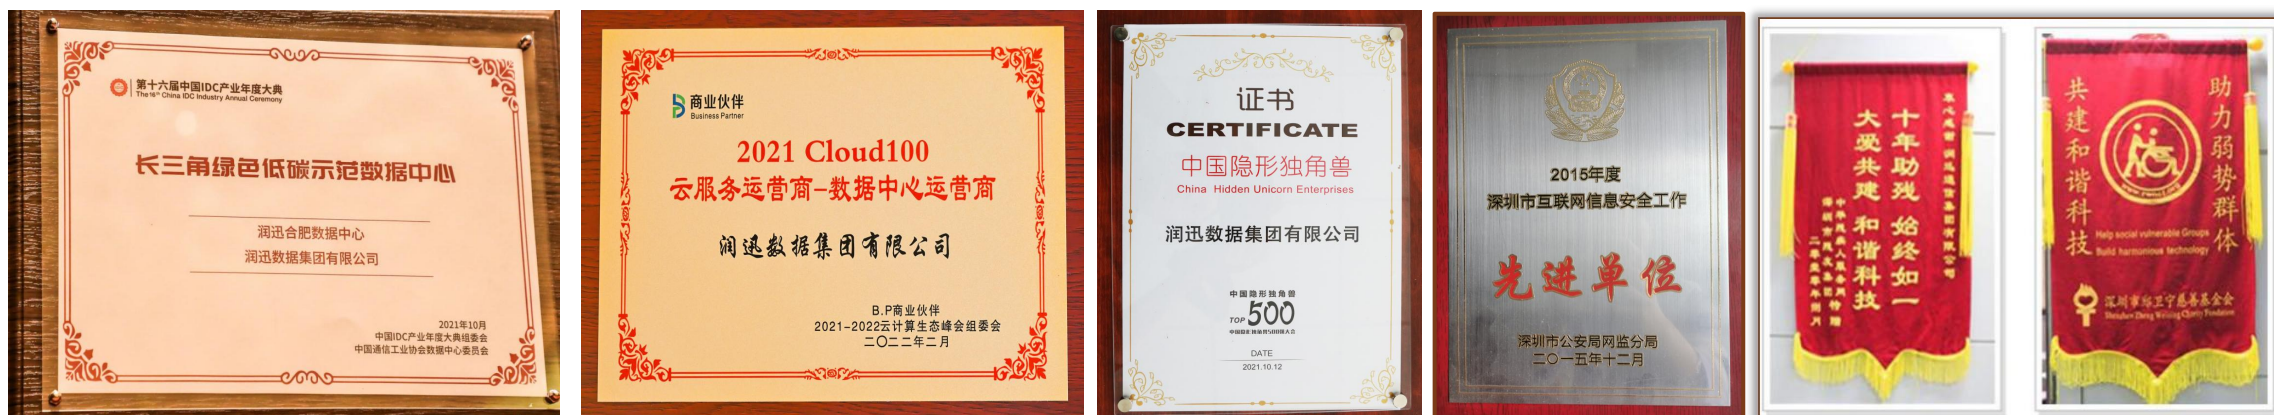 第十六届中国IDC产业年度大典
The 16th China IDC Industry Annual Ceremony
长三角绿色低碳示范数据中心
润迅合肥数据中心
润迅数据集团有限公司
2021年10月
中国IDC产业年度大典组委会
中国通信工业协会数据中心委员会
商业伙伴
Business Partner
2021 Cloud100
云服务运营商-数据中心运营商
润迅数据集团有限公司
B.P商业伙伴
2021-2022云计算生态峰会组委会
二〇二二年二月
证书
CERTIFICATE
中国隐形独角兽
China Hidden Unicorn Enterprises
润迅数据集团有限公司
中国隐形独角兽
TOP 500
DATE
2021.10.12
2015年度
深圳市互联网信息安全工作
先进单位
深圳市公安局网监分局
二〇一五年十二月
十年助残 始终如一
大爱共建 和谐科技
助力弱势群体
共建和谐科技
Help social vulnerable Groups
Build harmonious technology
深圳市郑卫宁慈善基金会
Shenzhen Zheng Weining Charity Foundation